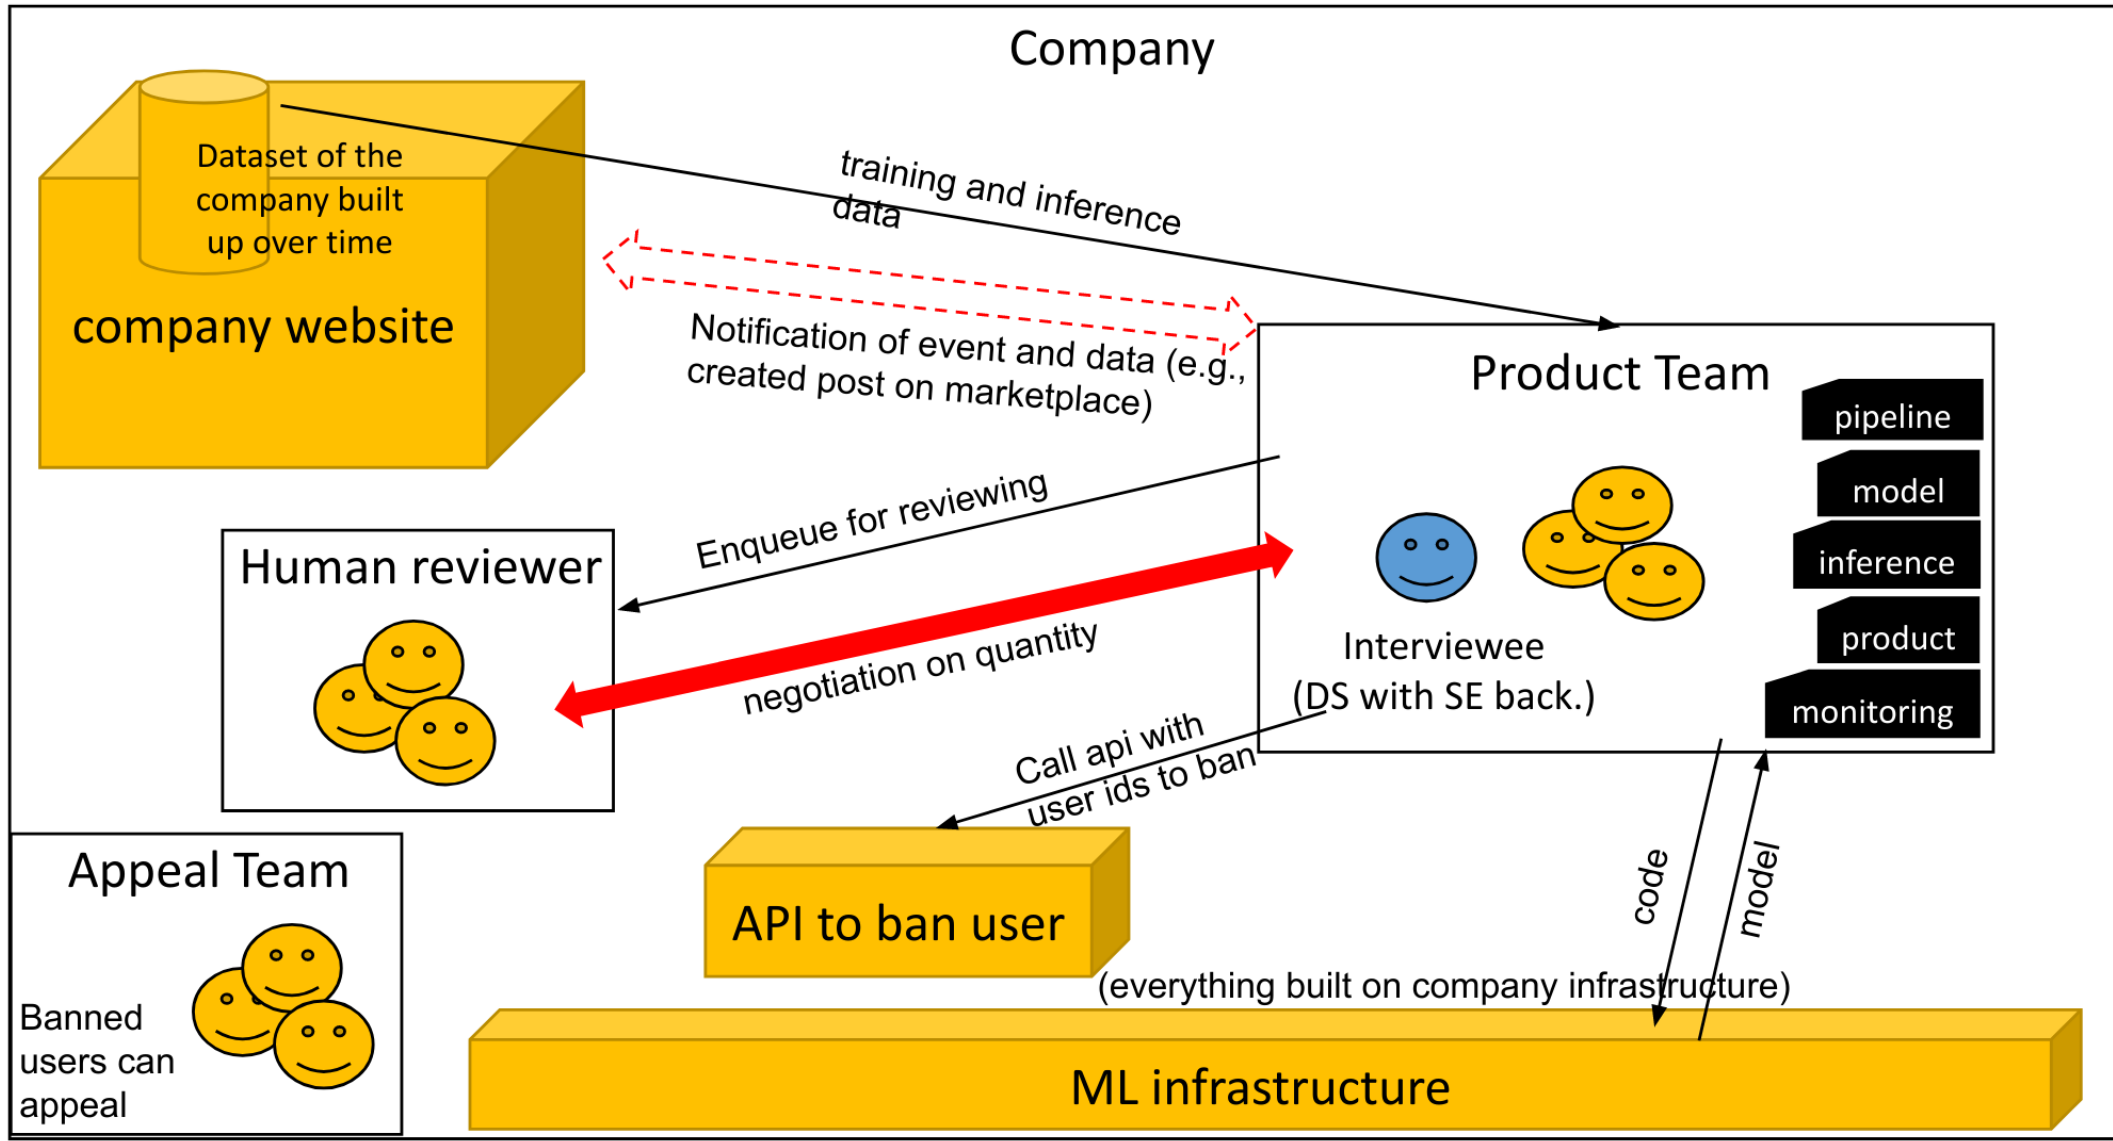 Company
Dataset of the
company built
up over time
company website
training and inference
data
Notification of event and data (e.g.,
created post on marketplace)
Product Team
pipeline
model
inference
product
monitoring
Interviewee
(DS with SE back.)
Enqueue for reviewing
Human reviewer
negotiation on quantity
Call api with
user ids to ban
API to ban user
code
model
Appeal Team
Banned
users can
appeal
(everything built on company infrastructure)
ML infrastructure